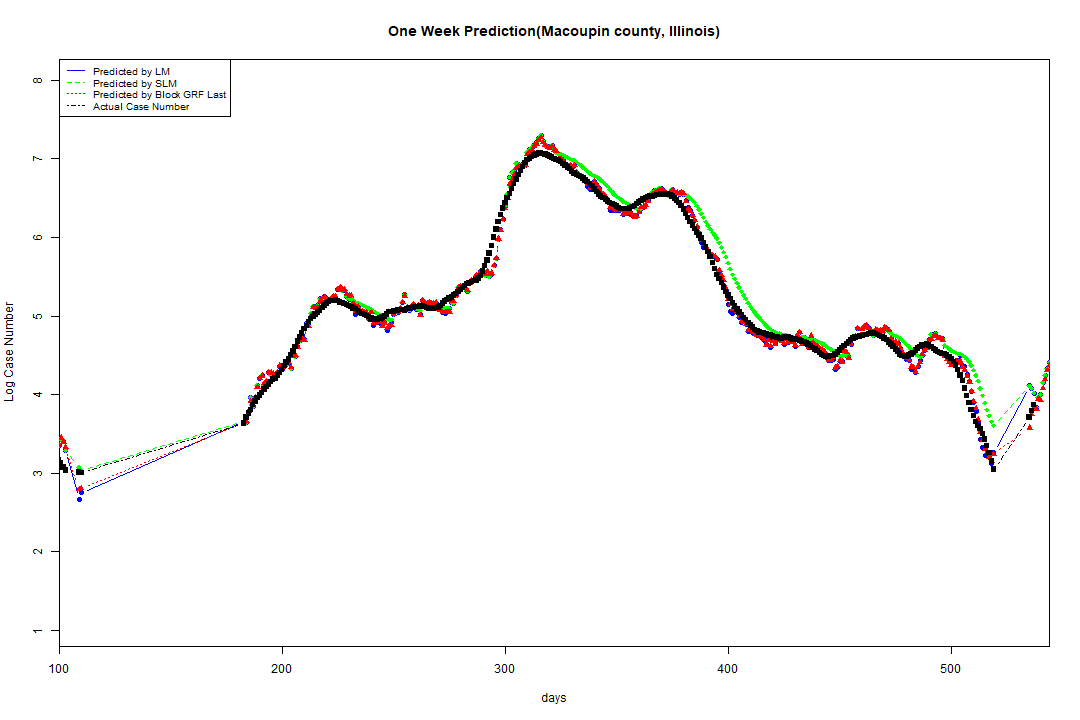 One Week Prediction(Macoupin county, Illinois)
Predicted by LM
Predicted by SLM
Predicted by Block GRF Last
Actual Case Number
8
7
6
5
4
3
2
1
Log Case Number
100 200 300 400 500
days